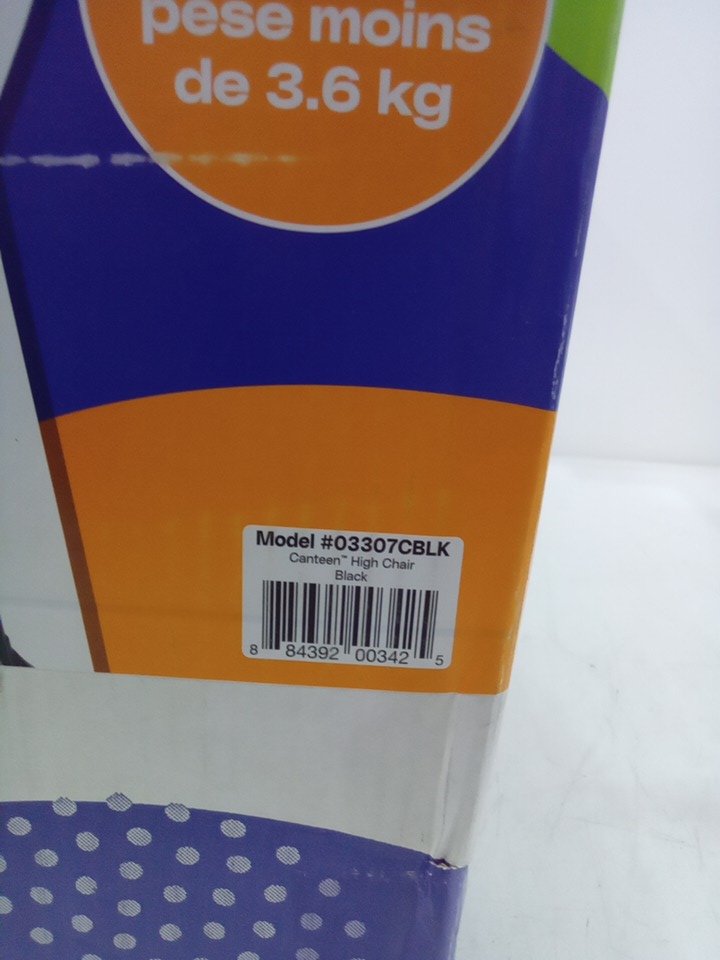 pese moins
de 3.6 kg
Model #03307CBLK
Canteen™ High Chair
Black
8 84392 00342 5